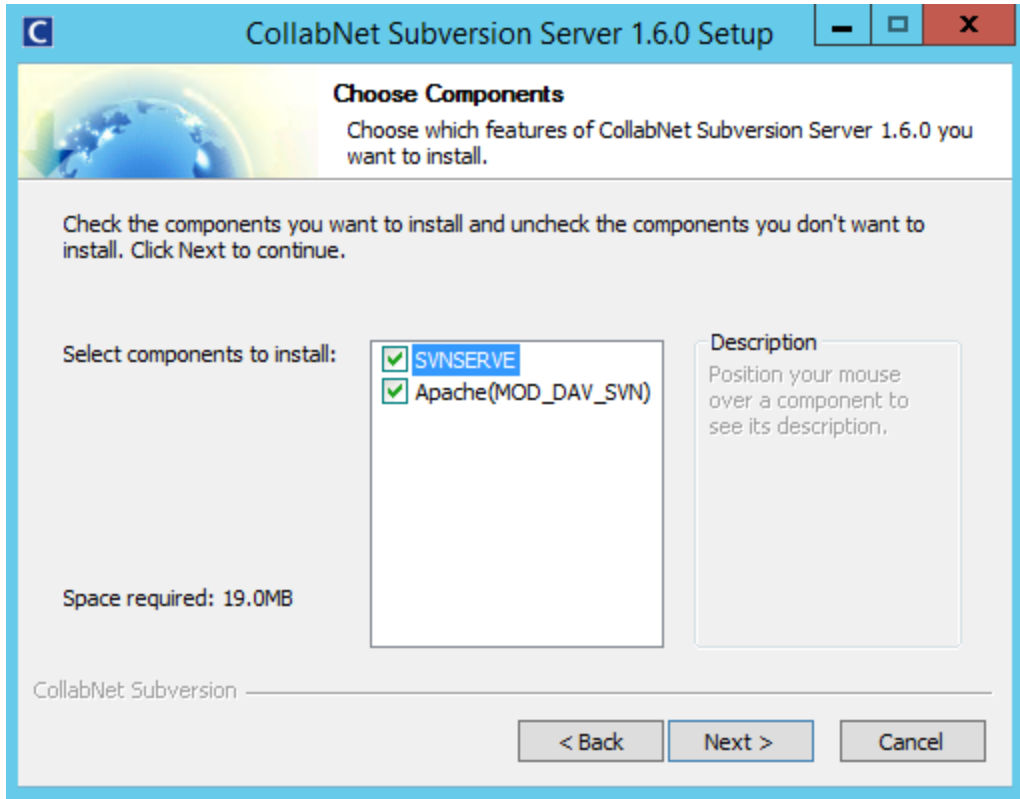 C
CollabNet Subversion Server 1.6.0 Setup
X
Choose Components
Choose which features of CollabNet Subversion Server 1.6.0 you
want to install.
Check the components you want to install and uncheck the components you don't want to
install. Click Next to continue.
Select components to install:
SVNSERVE
Apache(MOD_DAV_SVN)
Description
Position your mouse
over a component to
see its description.
Space required: 19.0MB
CollabNet Subversion
< Back
Next >
Cancel